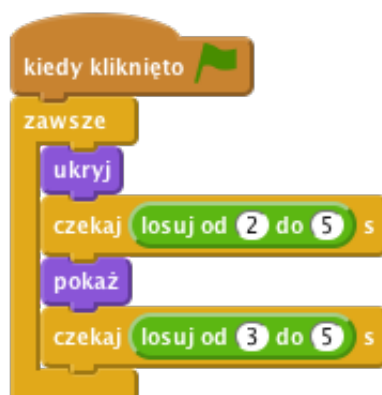 kiedy kliknięto
zawsze
ukryj
czekaj losuj od 2 do 5 s
pokaż
czekaj losuj od 3 do 5 s